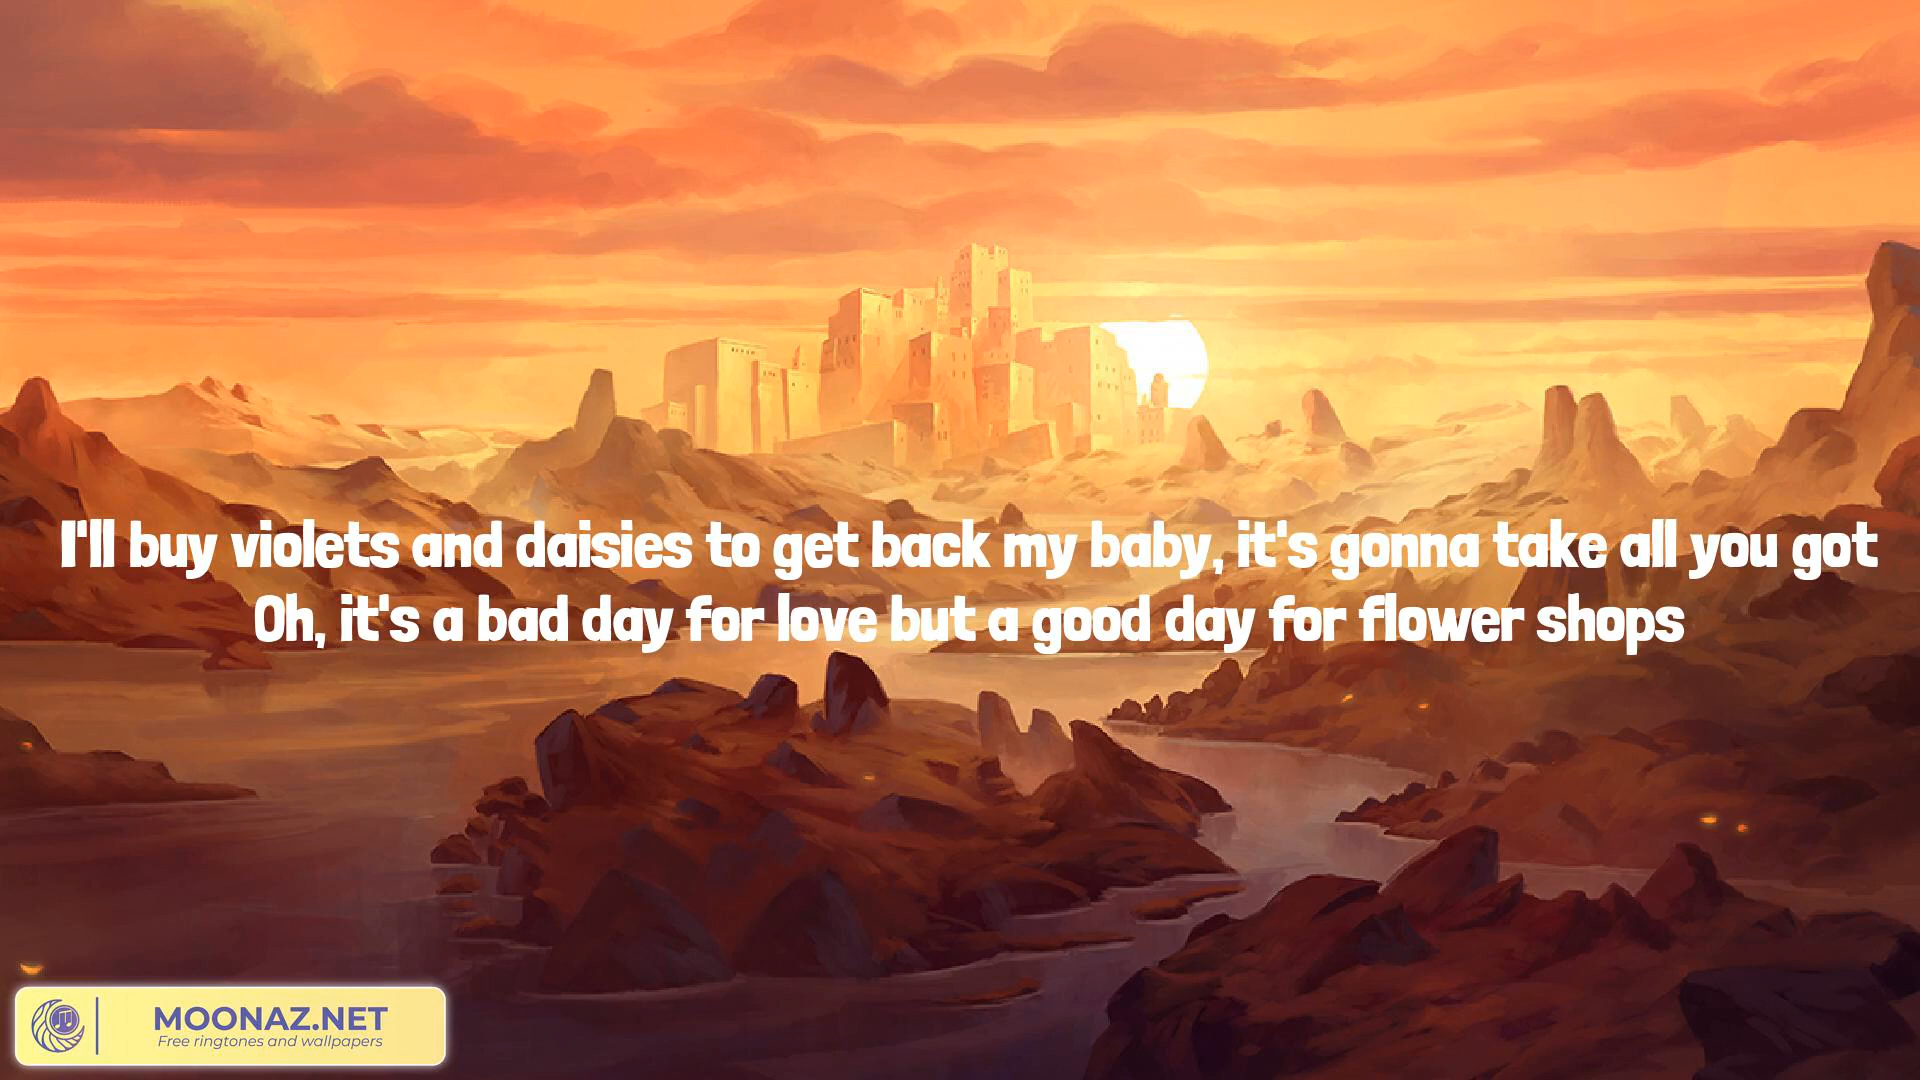 I'll buy violets and daisies to get back my baby, it's gonna take all you got
Oh, it's a bad day for love but a good day for flower shops
MOONAZ.NET
Free ringtones and wallpapers